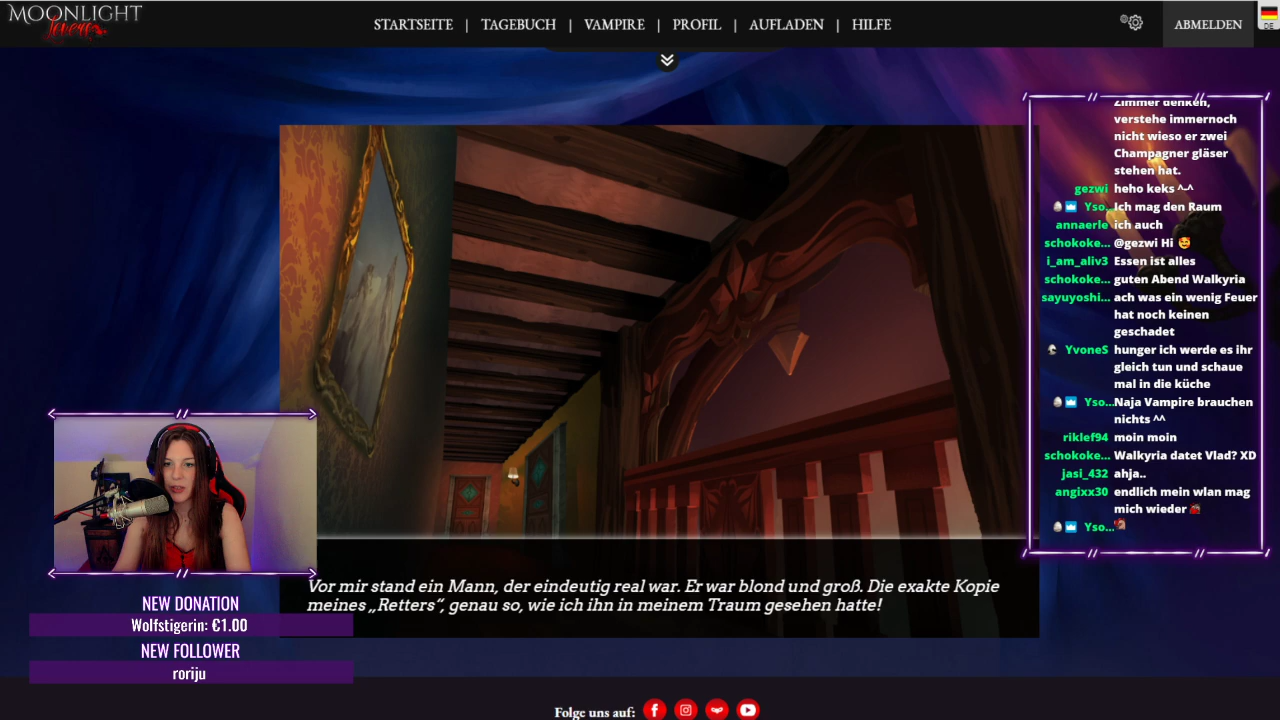 MOONLIGHT
Lovers
STARTSEITE | TAGEBUCH | VAMPIRE | PROFIL | AUFLADEN | HILFE
ABMELDEN
DE
Zimmer denken,
verstehe immernoch
nicht wieso er zwei
Champagner gläser
stehen hat.
gezwi heho keks ^-^
Yso... Ich mag den Raum
annaerle ich auch
schokoke... @gezwi Hi
i_am_aliv3 Essen ist alles
schokoke... guten Abend Walkyria
sayuyoshi... ach was ein wenig Feuer
hat noch keinen
geschadet
YvoneS hunger ich werde es ihr
gleich tun und schaue
mal in die küche
Yso... Naja Vampire brauchen
nichts ^^
riklef94 moin moin
schokoke... Walkyria datet Vlad? XD
jasi_432 ahja..
angixx30 endlich mein wlan mag
mich wieder
Yso...
Vor mir stand ein Mann, der eindeutig real war. Er war blond und groß. Die exakte Kopie
meines „Retters“, genau so, wie ich ihn in meinem Traum gesehen hatte!
NEW DONATION
Wolfstigerin: €1.00
NEW FOLLOWER
roriju
Folge uns auf: